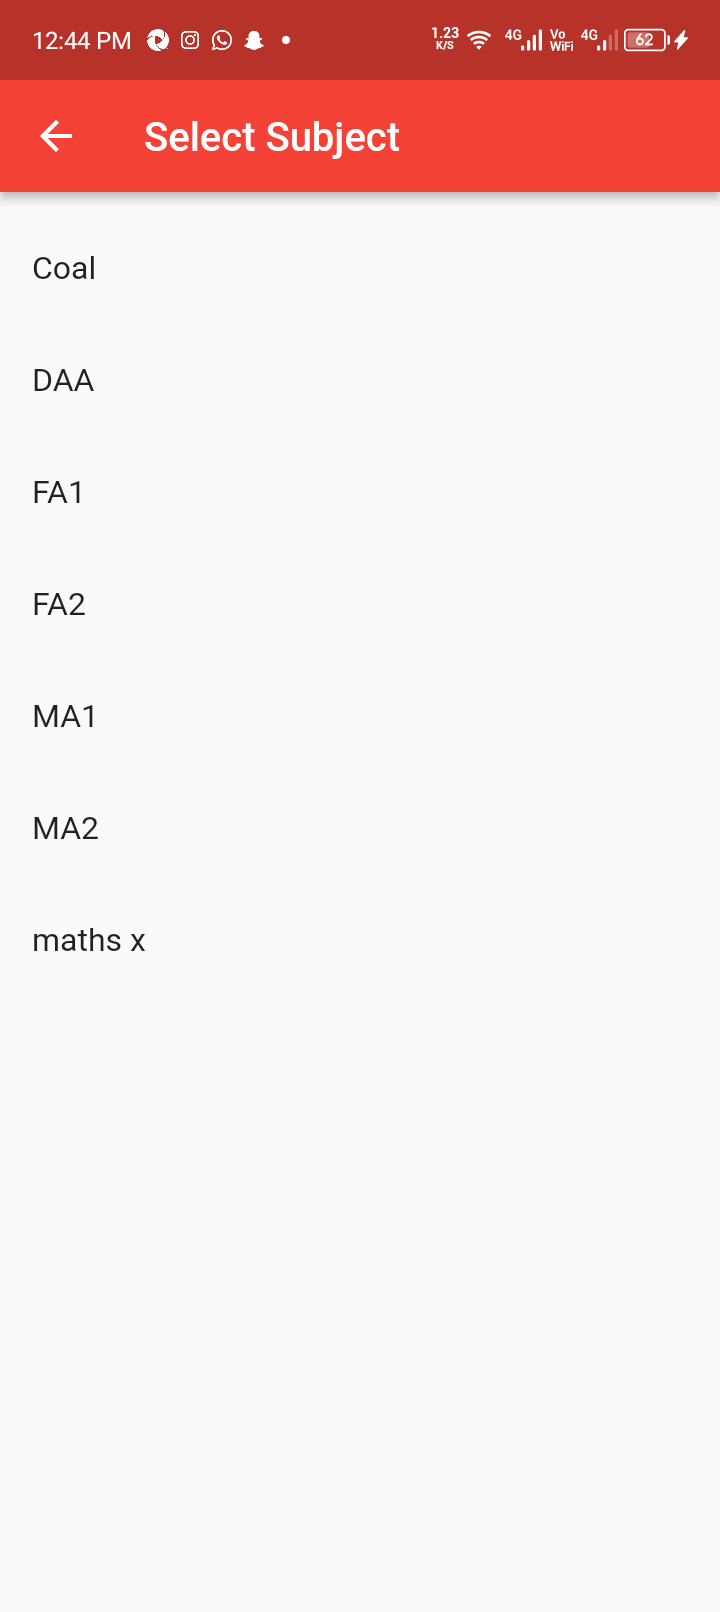 12:44 PM 1.23 K/S 4G Vo WiFi 4G 62
Select Subject
Coal
DAA
FA1
FA2
MA1
MA2
maths x